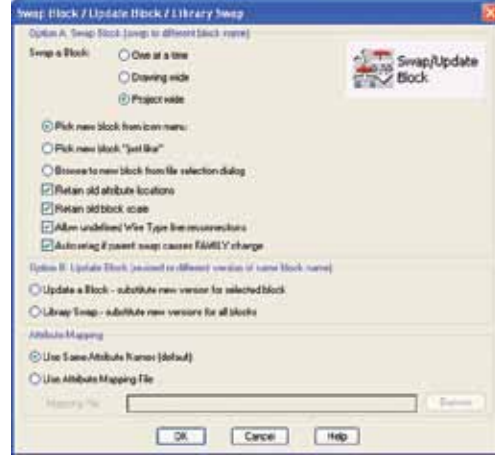 Swap Block / Update Block / Library Swap
Option A: Swap Block (swap to different block name)
Swap a Block:
One at a time
Drawing wide
Project wide
Swap/Update
Block
Pick new block from icon menu
Pick new block "just like"
Browse to new block from file selection dialog
Retain old attribute locations
Retain old block scale
Allow undefined Wire Type line reconnections
Auto retag if parent swap causes FAMILY change
Option B: Update Block (revised or different version of same block name)
Update a Block - substitute new version for selected block
Library Swap - substitute new versions for all blocks
Attribute Mapping
Use Same Attribute Names (default)
Use Attribute Mapping File
Mapping File
Browse
OK
Cancel
Help